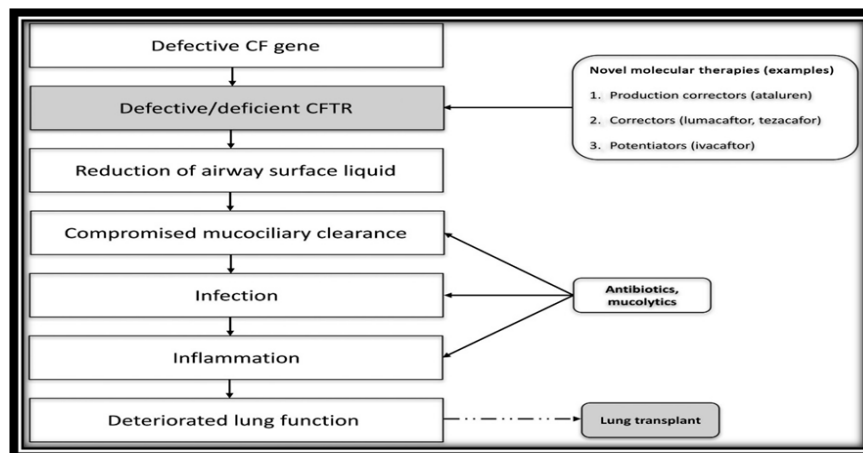 Defective CF gene
Defective/deficient CFTR
Reduction of airway surface liquid
Compromised mucociliary clearance
Infection
Inflammation
Deteriorated lung function
Novel molecular therapies (examples)
1. Production correctors (ataluren)
2. Correctors (lumacaftor, tezacafor)
3. Potentiators (ivacaftor)
Antibiotics,
mucolytics
Lung transplant